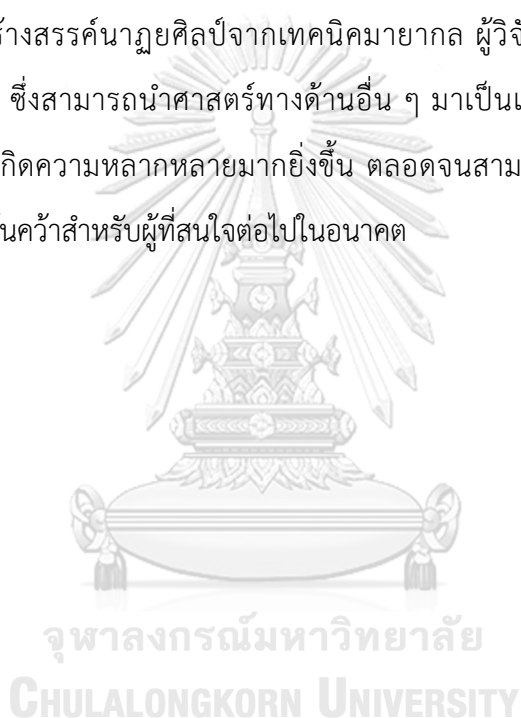 ร้างสรรค์นาฏยศิลป์จากเทคนิคมายากล ผู้วิจั
ซึ่งสามารถนำศาสตร์ทางด้านอื่น ๆ มาเป็นแ
กิดความหลากหลายมากยิ่งขึ้น ตลอดจนสาม
นคว้าสำหรับผู้ที่สนใจต่อไปในอนาคต
จุฬาลงกรณ์มหาวิทยาลัย
CHULALONGKORN UNIVERSITY